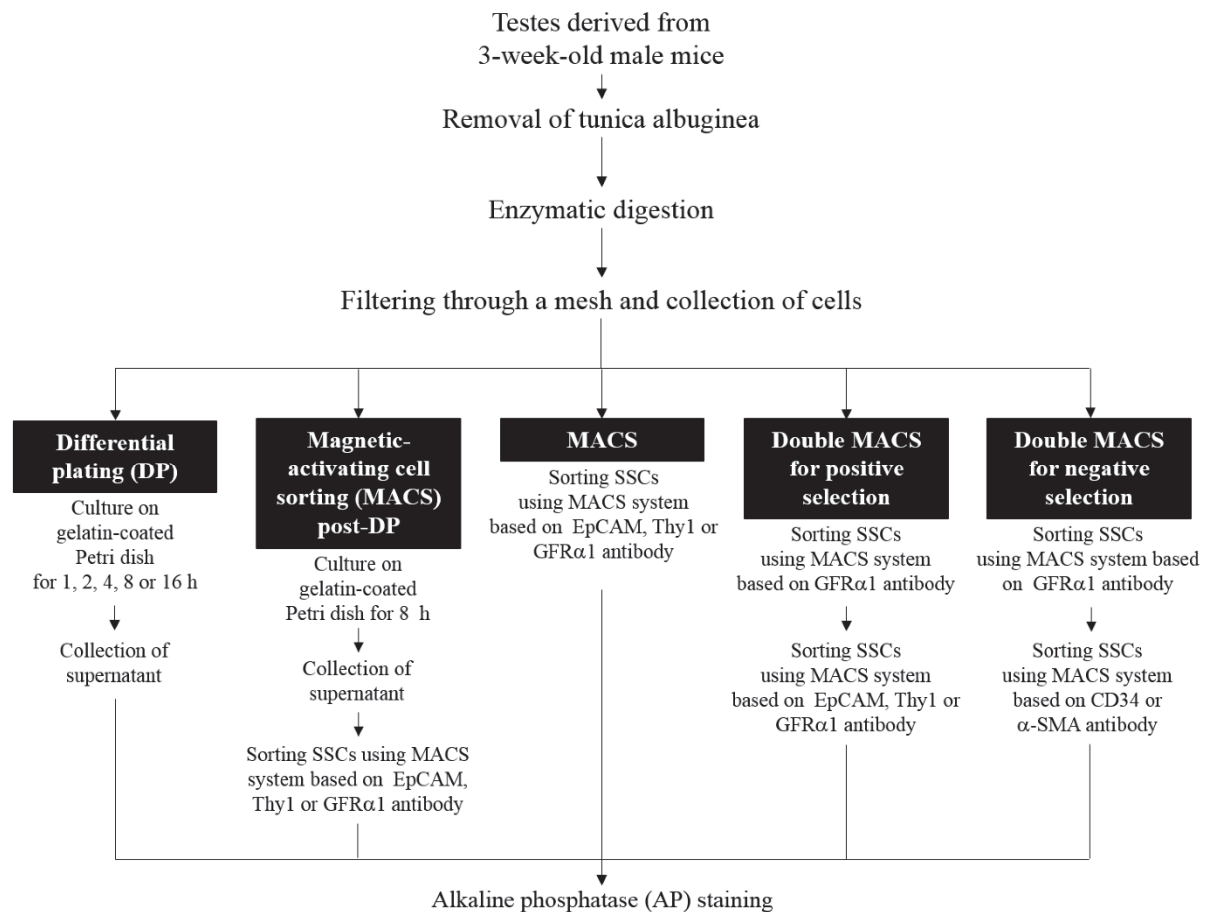 Testes derived from
3-week-old male mice
Removal of tunica albuginea
Enzymatic digestion
Filtering through a mesh and collection of cells
Differential
plating (DP)
Culture on
gelatin-coated
Petri dish
for 1, 2, 4, 8 or 16 h
Collection of
supernatant
Magnetic-
activating cell
sorting (MACS)
post-DP
Culture on
gelatin-coated
Petri dish for 8 h
Collection of
supernatant
Sorting SSCs using MACS
system based on EpCAM,
Thy1 or GFRα1 antibody
MACS
Sorting SSCs
using MACS system
based on EpCAM, Thy1 or
GFRα1 antibody
Double MACS
for positive
selection
Sorting SSCs
using MACS system
based on GFRα1 antibody
Sorting SSCs
using MACS system
based on EpCAM, Thy1 or
GFRα1 antibody
Double MACS
for negative
selection
Sorting SSCs
using MACS system based
on GFRα1 antibody
Sorting SSCs
using MACS system
based on CD34 or
α-SMA antibody
Alkaline phosphatase (AP) staining